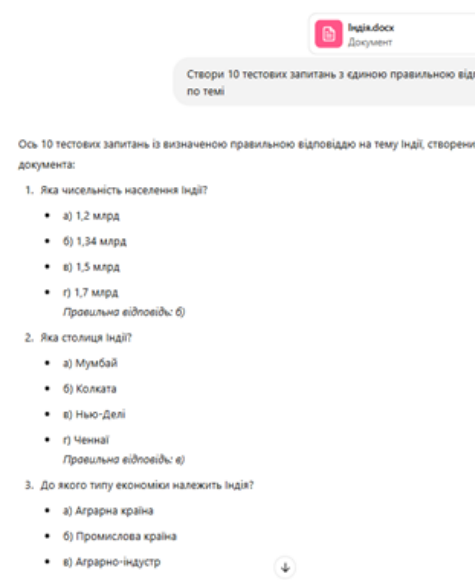 Індія.docx
Документ
Створи 10 тестових запитань з єдиною правильною
по темі
Ось 10 тестових запитань із визначеною правильною відповіддю на тему Індії, створени
документа:
1. Яка чисельність населення Індії?
• а) 1,2 млрд
• б) 1,34 млрд
• в) 1,5 млрд
• г) 1,7 млрд
Правильна відповідь: б)
2. Яка столиця Індії?
• а) Мумбай
• б) Колката
• в) Нью-Делі
• г) Ченнаї
Правильна відповідь: в)
3. До якого типу економіки належить Індія?
• а) Аграрна країна
• б) Промислова країна
• в) Аграрно-індустр